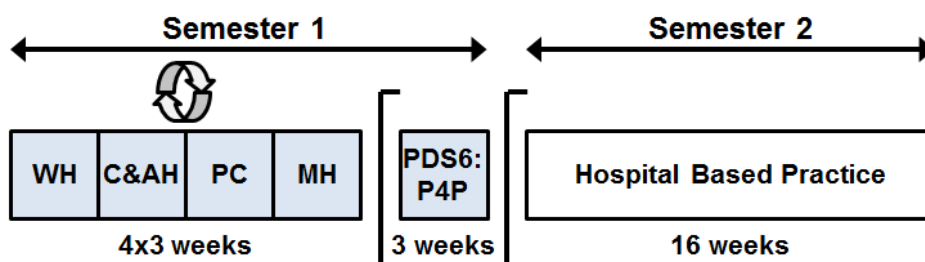 Semester 1
Semester 2
WH
C&AH
PC
MH
PDS6:
P4P
Hospital Based Practice
4x3 weeks
3 weeks
16 weeks